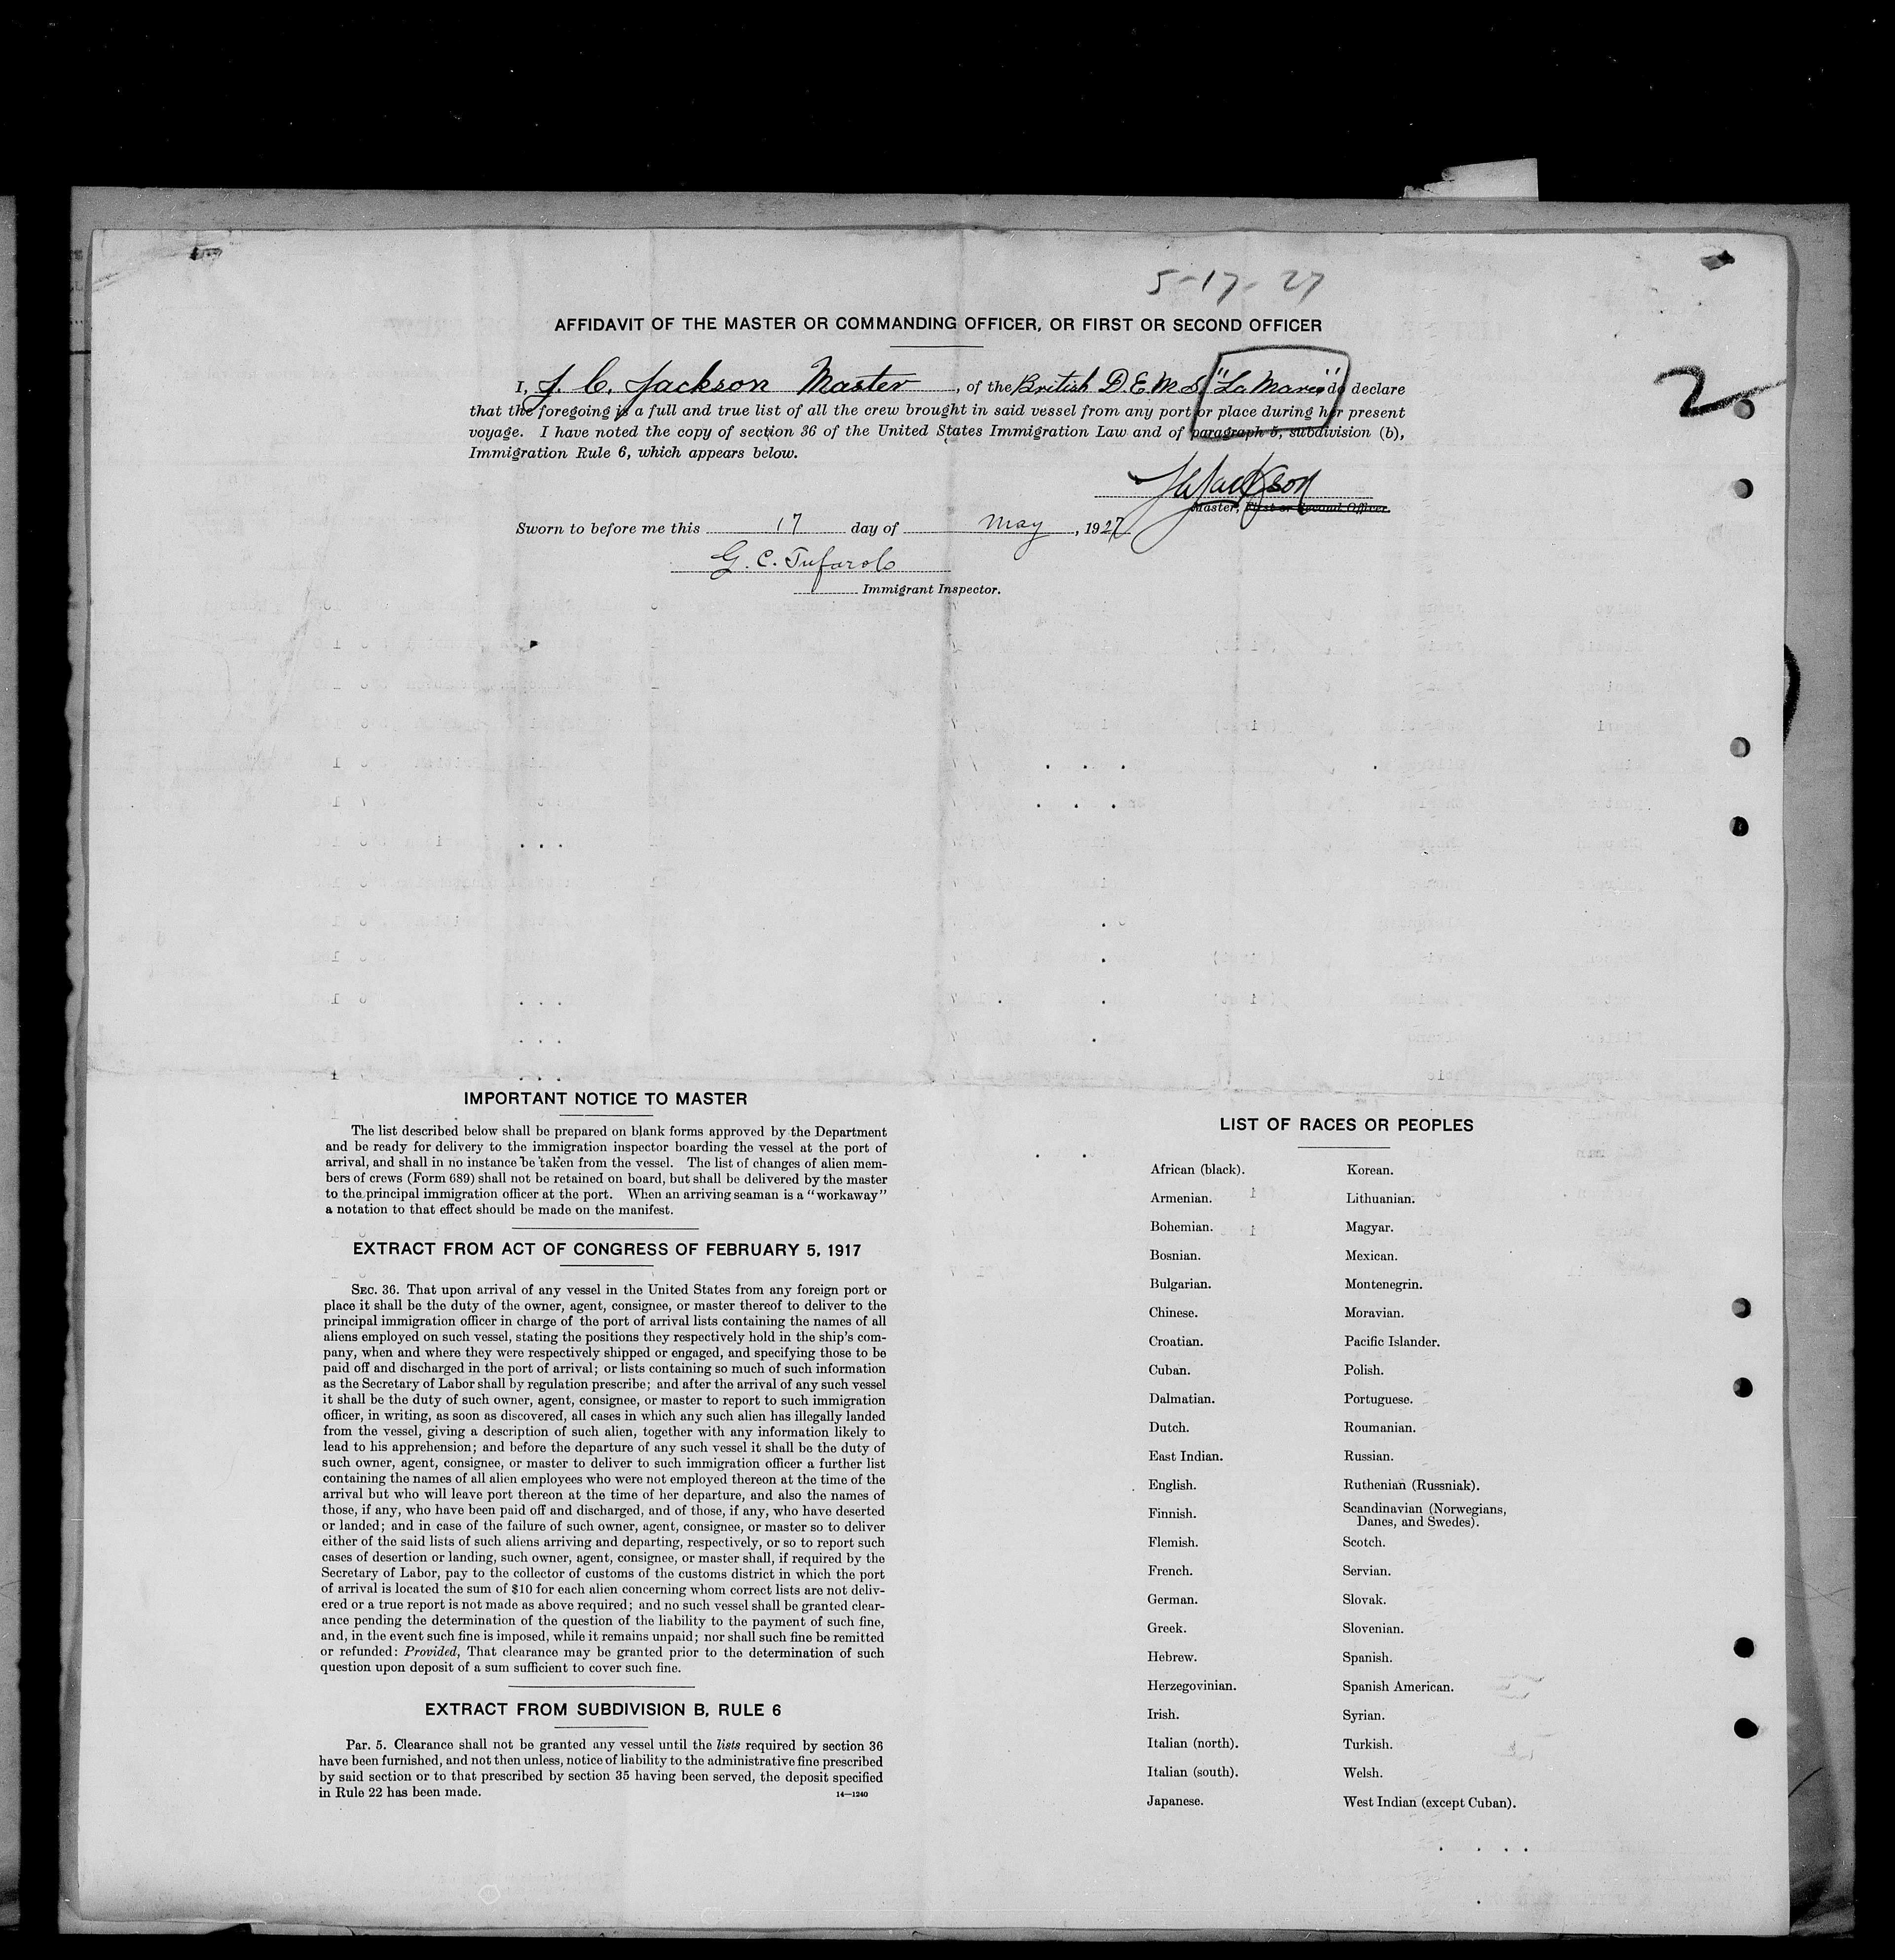 5-17-27
AFFIDAVIT OF THE MASTER OR COMMANDING OFFICER, OR FIRST OR SECOND OFFICER
2
I, J. C. Jackson Master, of the British D.E.M.S. "La Marea" do declare
that the foregoing is a full and true list of all the crew brought in said vessel from any port or place during her present
voyage. I have noted the copy of section 36 of the United States Immigration Law and of paragraph 5, subdivision (b),
Immigration Rule 6, which appears below.
Jackson
Master, First or Second Officer.
Sworn to before me this 17 day of May, 1927
G. C. Tufarolo
Immigrant Inspector.
IMPORTANT NOTICE TO MASTER
The list described below shall be prepared on blank forms approved by the Department
and be ready for delivery to the immigration inspector boarding the vessel at the port of
arrival, and shall in no instance be taken from the vessel. The list of changes of alien mem-
bers of crews (Form 689) shall not be retained on board, but shall be delivered by the master
to the principal immigration officer at the port. When an arriving seaman is a "workaway"
a notation to that effect should be made on the manifest.
EXTRACT FROM ACT OF CONGRESS OF FEBRUARY 5, 1917
SEC. 36. That upon arrival of any vessel in the United States from any foreign port or
place it shall be the duty of the owner, agent, consignee, or master thereof to deliver to the
principal immigration officer in charge of the port of arrival lists containing the names of all
aliens employed on such vessel, stating the positions they respectively hold in the ship's com-
pany, when and where they were respectively shipped or engaged, and specifying those to be
paid off and discharged in the port of arrival; or lists containing so much of such information
as the Secretary of Labor shall by regulation prescribe; and after the arrival of any such vessel
it shall be the duty of such owner, agent, consignee, or master to report to such immigration
officer, in writing, as soon as discovered, all cases in which any such alien has illegally landed
from the vessel, giving a description of such alien, together with any information likely to
lead to his apprehension; and before the departure of any such vessel it shall be the duty of
such owner, agent, consignee, or master to deliver to such immigration officer a further list
containing the names of all alien employees who were not employed thereon at the time of the
arrival but who will leave port thereon at the time of her departure, and also the names of
those, if any, who have been paid off and discharged, and of those, if any, who have deserted
or landed; and in case of the failure of such owner, agent, consignee, or master so to deliver
either of the said lists of such aliens arriving and departing, respectively, or so to report such
cases of desertion or landing, such owner, agent, consignee, or master shall, if required by the
Secretary of Labor, pay to the collector of customs of the customs district in which the port
of arrival is located the sum of $10 for each alien concerning whom correct lists are not deliv-
ered or a true report is not made as above required; and no such vessel shall be granted clear-
ance pending the determination of the question of the liability to the payment of such fine,
and, in the event such fine is imposed, while it remains unpaid; nor shall such fine be remitted
or refunded: Provided, That clearance may be granted prior to the determination of such
question upon deposit of a sum sufficient to cover such fine.
EXTRACT FROM SUBDIVISION B, RULE 6
Par. 5. Clearance shall not be granted any vessel until the lists required by section 36
have been furnished, and not then unless, notice of liability to the administrative fine prescribed
by said section or to that prescribed by section 35 having been served, the deposit specified
in Rule 22 has been made.
14—1240
LIST OF RACES OR PEOPLES
African (black).
Armenian.
Bohemian.
Bosnian.
Bulgarian.
Chinese.
Croatian.
Cuban.
Dalmatian.
Dutch.
East Indian.
English.
Finnish.
Flemish.
French.
German.
Greek.
Hebrew.
Herzegovinian.
Irish.
Italian (north).
Italian (south).
Japanese.
Korean.
Lithuanian.
Magyar.
Mexican.
Montenegrin.
Moravian.
Pacific Islander.
Polish.
Portuguese.
Roumanian.
Russian.
Ruthenian (Russniak).
Scandinavian (Norwegians,
Danes, and Swedes).
Scotch.
Servian.
Slovak.
Slovenian.
Spanish.
Spanish American.
Syrian.
Turkish.
Welsh.
West Indian (except Cuban).